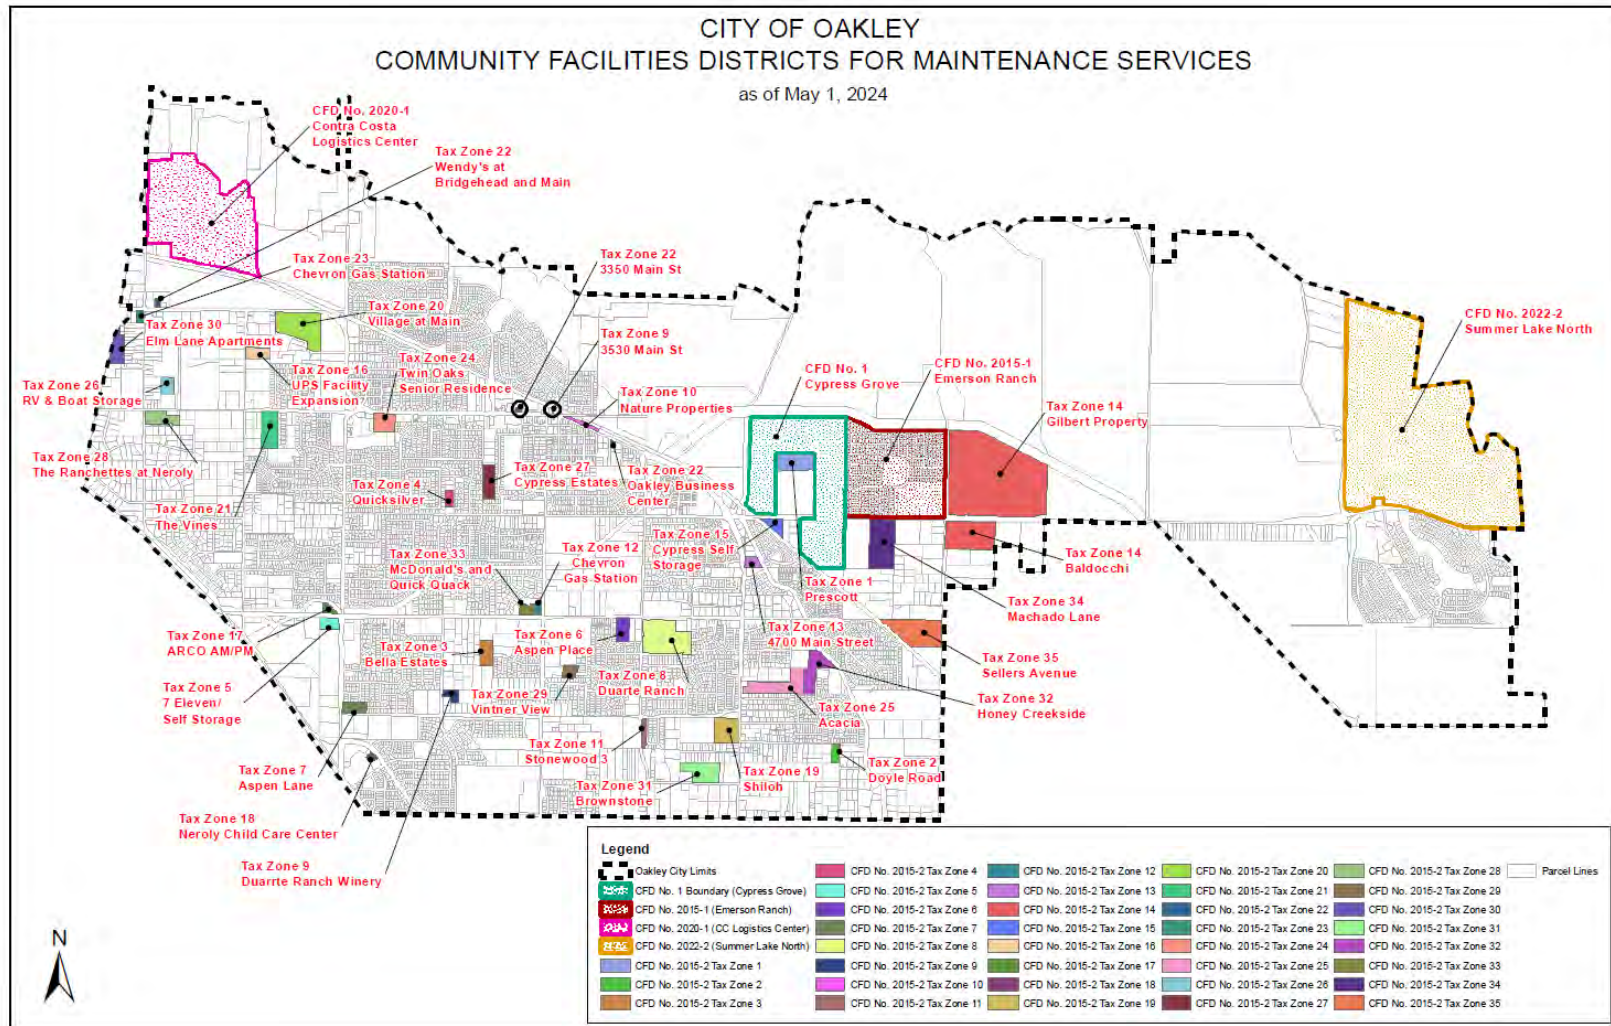 CITY OF OAKLEY
COMMUNITY FACILITIES DISTRICTS FOR MAINTENANCE SERVICES
as of May 1, 2024
CFD No. 2020-1
Contra Costa
Logistics Center
Tax Zone 22
Wendy's at
Bridgehead and Main
Tax Zone 23
Chevron Gas Station
Tax Zone 22
3350 Main St
Tax Zone 20
Village at Main
Tax Zone 30
Elm Lane Apartments
Tax Zone 9
3530 Main St
CFD No. 2022-2
Summer Lake North
Tax Zone 24
Twin Oaks
Senior Residence
Tax Zone 16
UPS Facility
Expansion
CFD No. 1
Cypress Grove
CFD No. 2015-1
Emerson Ranch
Tax Zone 26
RV & Boat Storage
Tax Zone 10
Nature Properties
Tax Zone 14
Gilbert Property
Tax Zone 28
The Ranchettes at Neroly
Tax Zone 27
Cypress Estates
Tax Zone 22
Oakley Business
Center
Tax Zone 4
Quicksilver
Tax Zone 21
The Vines
Tax Zone 15
Cypress Self
Storage
Tax Zone 33
McDonald's and
Quick Quack
Tax Zone 12
Chevron
Gas Station
Tax Zone 14
Baldocchi
Tax Zone 1
Prescott
Tax Zone 34
Machado Lane
Tax Zone 17
ARCO AM/PM
Tax Zone 3
Bella Estates
Tax Zone 6
Aspen Place
Tax Zone 13
4700 Main Street
Tax Zone 35
Sellers Avenue
Tax Zone 5
7 Eleven/
Self Storage
Tax Zone 29
Vintner View
Tax Zone 8
Duarte Ranch
Tax Zone 32
Honey Creekside
Tax Zone 25
Acacia
Tax Zone 11
Stonewood 3
Tax Zone 7
Aspen Lane
Tax Zone 31
Brownstone
Tax Zone 19
Shiloh
Tax Zone 2
Doyle Road
Tax Zone 18
Neroly Child Care Center
Tax Zone 9
Duarrte Ranch Winery
N
Legend
Oakley City Limits
CFD No. 1 Boundary (Cypress Grove)
CFD No. 2015-1 (Emerson Ranch)
CFD No. 2020-1 (CC Logistics Center)
CFD No. 2022-2 (Summer Lake North)
CFD No. 2015-2 Tax Zone 1
CFD No. 2015-2 Tax Zone 2
CFD No. 2015-2 Tax Zone 3
CFD No. 2015-2 Tax Zone 4
CFD No. 2015-2 Tax Zone 5
CFD No. 2015-2 Tax Zone 6
CFD No. 2015-2 Tax Zone 7
CFD No. 2015-2 Tax Zone 8
CFD No. 2015-2 Tax Zone 9
CFD No. 2015-2 Tax Zone 10
CFD No. 2015-2 Tax Zone 11
CFD No. 2015-2 Tax Zone 12
CFD No. 2015-2 Tax Zone 13
CFD No. 2015-2 Tax Zone 14
CFD No. 2015-2 Tax Zone 15
CFD No. 2015-2 Tax Zone 16
CFD No. 2015-2 Tax Zone 17
CFD No. 2015-2 Tax Zone 18
CFD No. 2015-2 Tax Zone 19
CFD No. 2015-2 Tax Zone 20
CFD No. 2015-2 Tax Zone 21
CFD No. 2015-2 Tax Zone 22
CFD No. 2015-2 Tax Zone 23
CFD No. 2015-2 Tax Zone 24
CFD No. 2015-2 Tax Zone 25
CFD No. 2015-2 Tax Zone 26
CFD No. 2015-2 Tax Zone 27
CFD No. 2015-2 Tax Zone 28
CFD No. 2015-2 Tax Zone 29
CFD No. 2015-2 Tax Zone 30
CFD No. 2015-2 Tax Zone 31
CFD No. 2015-2 Tax Zone 32
CFD No. 2015-2 Tax Zone 33
CFD No. 2015-2 Tax Zone 34
CFD No. 2015-2 Tax Zone 35
Parcel Lines